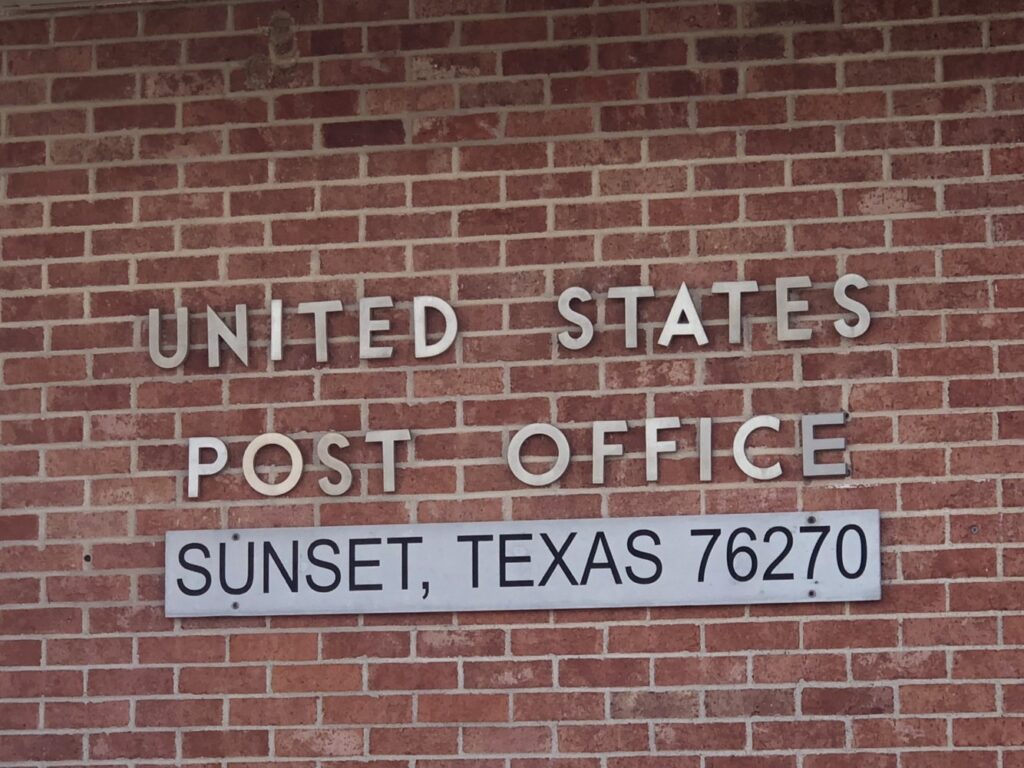 UNITED STATES
POST OFFICE
SUNSET, TEXAS 76270